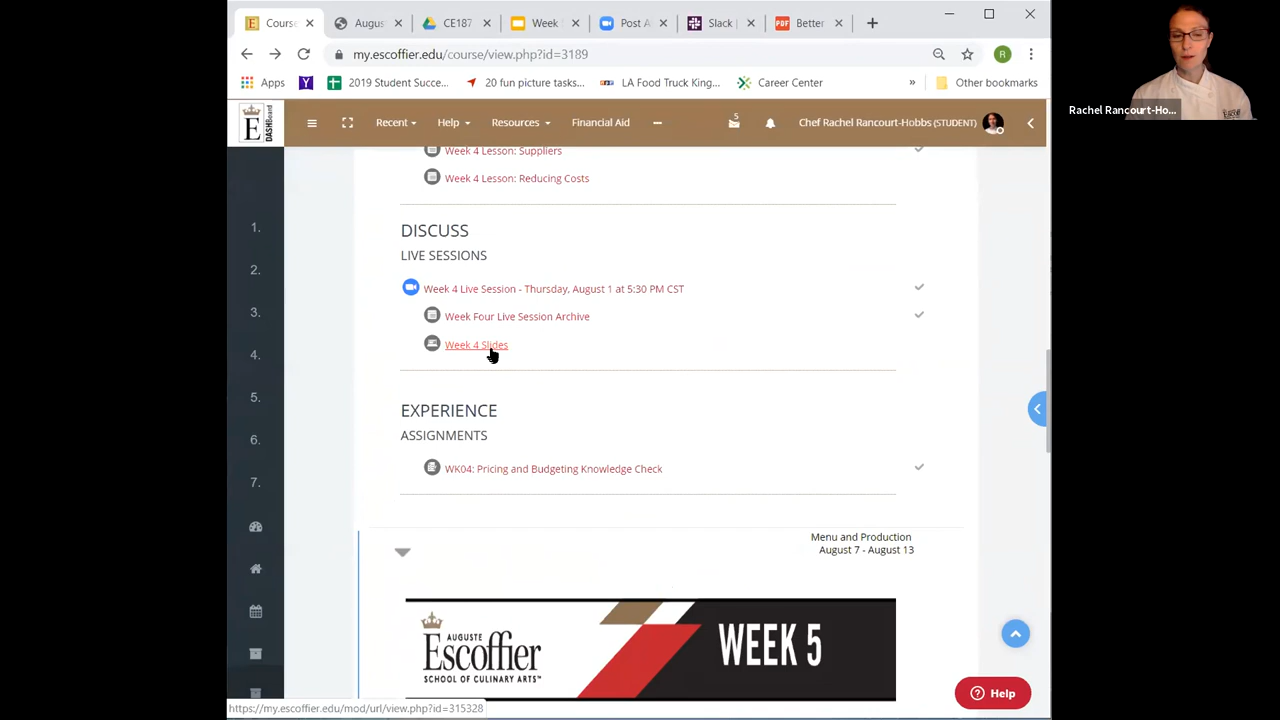 Cours
Augus
CE187
Week
Post A
Slack
PDF
Better
my.escoffier.edu/course/view.php?id=3189
R
Apps
2019 Student Succe...
20 fun picture tasks...
LA Food Truck King...
Career Center
»
Other bookmarks
E
DASHBoard
Recent
Help
Resources
Financial Aid
5
Chef Rachel Rancourt-Hobbs (STUDENT)
Rachel Rancourt-Ho...
Week 4 Lesson: Suppliers
Week 4 Lesson: Reducing Costs
DISCUSS
LIVE SESSIONS
Week 4 Live Session - Thursday, August 1 at 5:30 PM CST
Week Four Live Session Archive
Week 4 Slides
EXPERIENCE
ASSIGNMENTS
WK04: Pricing and Budgeting Knowledge Check
1.
2.
3.
4.
5.
6.
7.
Menu and Production
August 7 - August 13
AUGUSTE
Escoffier
SCHOOL OF CULINARY ARTS™
WEEK 5
Help
https://my.escoffier.edu/mod/url/view.php?id=315328